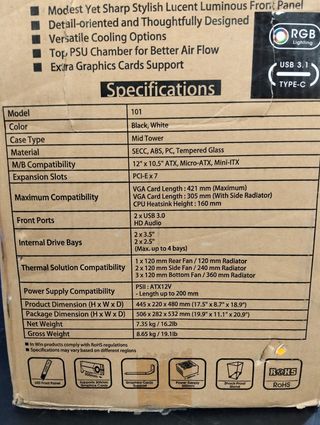 Modest Yet Sharp Stylish Lucent Luminous Front Panel
Detail-oriented and Thoughtfully Designed
Versatile Cooling Options
Top PSU Chamber for Better Air Flow
Extra Graphics Cards Support
RGB
Lighting
USB 3.1
TYPE-C
Specifications
Model 101
Color Black, White
Case Type Mid Tower
Material SECC, ABS, PC, Tempered Glass
M/B Compatibility 12" x 10.5" ATX, Micro-ATX, Mini-ITX
Expansion Slots PCI-E x 7
Maximum Compatibility VGA Card Length : 421 mm (Maximum)
VGA Card Length : 305 mm (With Side Radiator)
CPU Heatsink Height : 160 mm
Front Ports 2 x USB 3.0
HD Audio
Internal Drive Bays 2 x 3.5"
2 x 2.5"
(Max. up to 4 bays)
Thermal Solution Compatibility 1 x 120 mm Rear Fan / 120 mm Radiator
2 x 120 mm Side Fan / 240 mm Radiator
3 x 120 mm Bottom Fan / 360 mm Radiator
Power Supply Compatibility PSII : ATX12V
- Length up to 200 mm
Product Dimension (H x W x D) 445 x 220 x 480 mm (17.5" x 8.7" x 18.9")
Package Dimension (H x W x D) 506 x 282 x 532 mm (19.9" x 11.1" x 20.9")
Net Weight 7.35 kg / 16.2lb
Gross Weight 8.65 kg / 19.1lb
In Win products comply with RoHS regulations
Specifications may vary based on different regions
LED Front Panel
Graphics Cards
Support
Power Supply
RoHS
RoHS